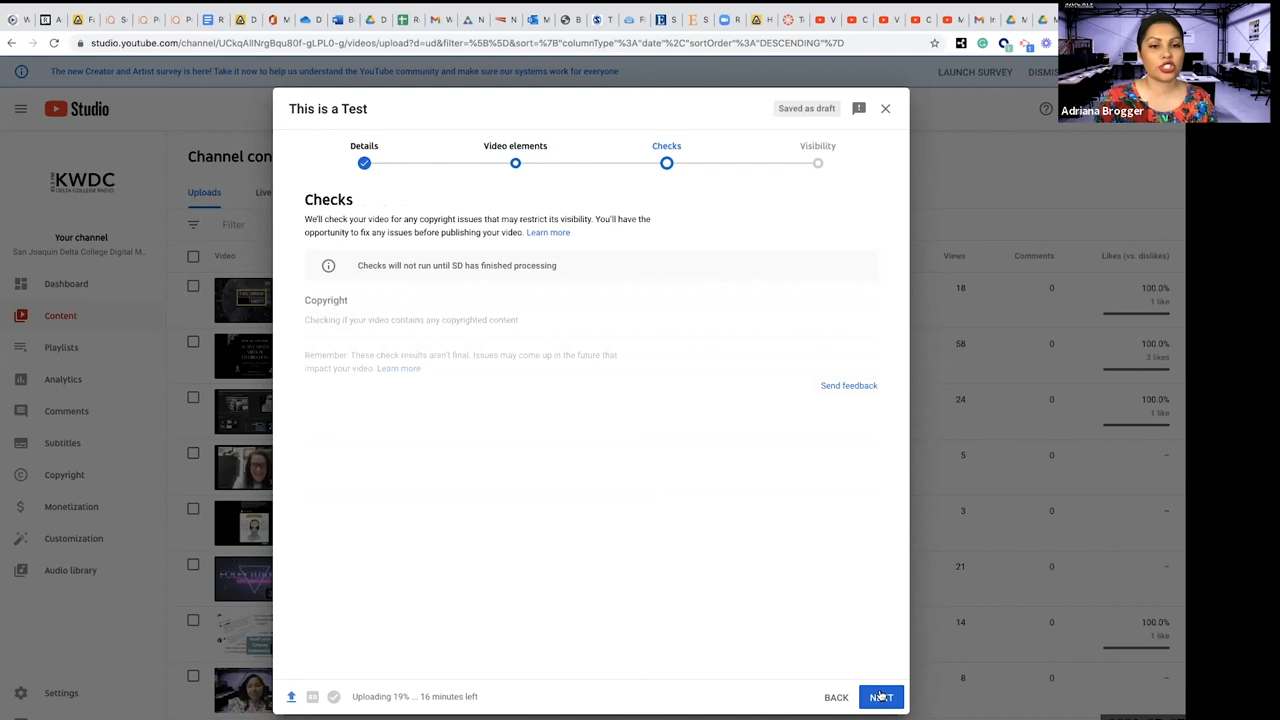 studio.youtube.com/channel/UCkqAIINrgBqu80f-gLPL0-g/videos/upload?d=ud&filter=%5B%5D&sort=%7B"columnType"%3A"date"%2C"sortOrder"%3A"DESCENDING"%7D
The new Creator and Artist survey is here! Take it now to help us understand the YouTube community and make our systems work for everyone
LAUNCH SURVEY
Adriana Brogger
Studio
KWDC
DELTA COLLEGE RADIO
Your channel
San Joaquin Delta College Digital M...
Dashboard
Content
Playlists
Analytics
Comments
Subtitles
Copyright
Monetization
Customization
Audio library
Settings
Channel con
Uploads
Live
Filter
Video
This is a Test
Saved as draft
Details
Video elements
Checks
Visibility
Checks
We'll check your video for any copyright issues that may restrict its visibility. You'll have the
opportunity to fix any issues before publishing your video. Learn more
Checks will not run until SD has finished processing
Copyright
Checking if your video contains any copyrighted content
Remember: These check results aren't final. Issues may come up in the future that
impact your video. Learn more
Send feedback
Uploading 19% ... 16 minutes left
BACK
NEXT
Views
Comments
Likes (vs. dislikes)
18
0
100.0%
1 like
58
0
100.0%
3 likes
24
0
100.0%
1 like
5
0
–
3
0
–
21
0
–
14
0
100.0%
1 like
8
0
–